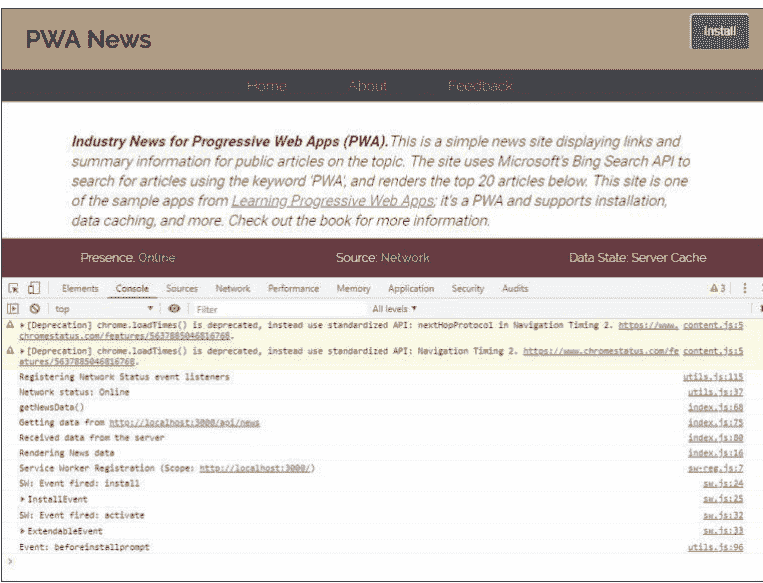 PWA News
Install
Home About Feedback
Industry News for Progressive Web Apps (PWA).This is a simple news site displaying links and
summary information for public articles on the topic. The site uses Microsoft's Bing Search API to
search for articles using the keyword 'PWA', and renders the top 20 articles below. This site is one
of the sample apps from Learning Progressive Web Apps; it's a PWA and supports installation,
data caching, and more. Check out the book for more information.
Presence: Online Source: Network Data State: Server Cache
Elements Console Sources Network Performance Memory Application Security Audits 3
top Filter All levels
[Deprecation] chrome.loadTimes() is deprecated, instead use standardized API: nextHopProtocol in Navigation Timing 2. https://www. content.js:5
chromestatus.com/features/5637885046816768.
[Deprecation] chrome.loadTimes() is deprecated, instead use standardized API: Navigation Timing 2. https://www.chromestatus.com/fe content.js:5
atures/5637885046816768.
Registering Network Status event listeners utils.js:115
Network status: Online utils.js:37
getNewsData() index.js:68
Getting data from http://localhost:3000/api/news index.js:75
Received data from the server index.js:80
Rendering News data index.js:16
Service Worker Registration (Scope: http://localhost:3000/) sw-reg.js:7
SW: Event fired: install sw.js:24
InstallEvent sw.js:25
SW: Event fired: activate sw.js:32
ExtendableEvent sw.js:33
Event: beforeinstallprompt utils.js:96